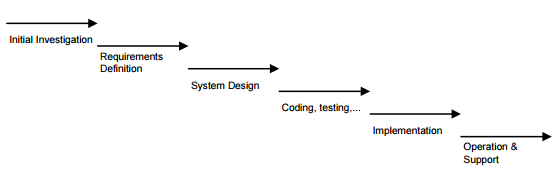 Initial Investigation
Requirements
Definition
System Design
Coding, testing,...
Implementation
Operation &
Support